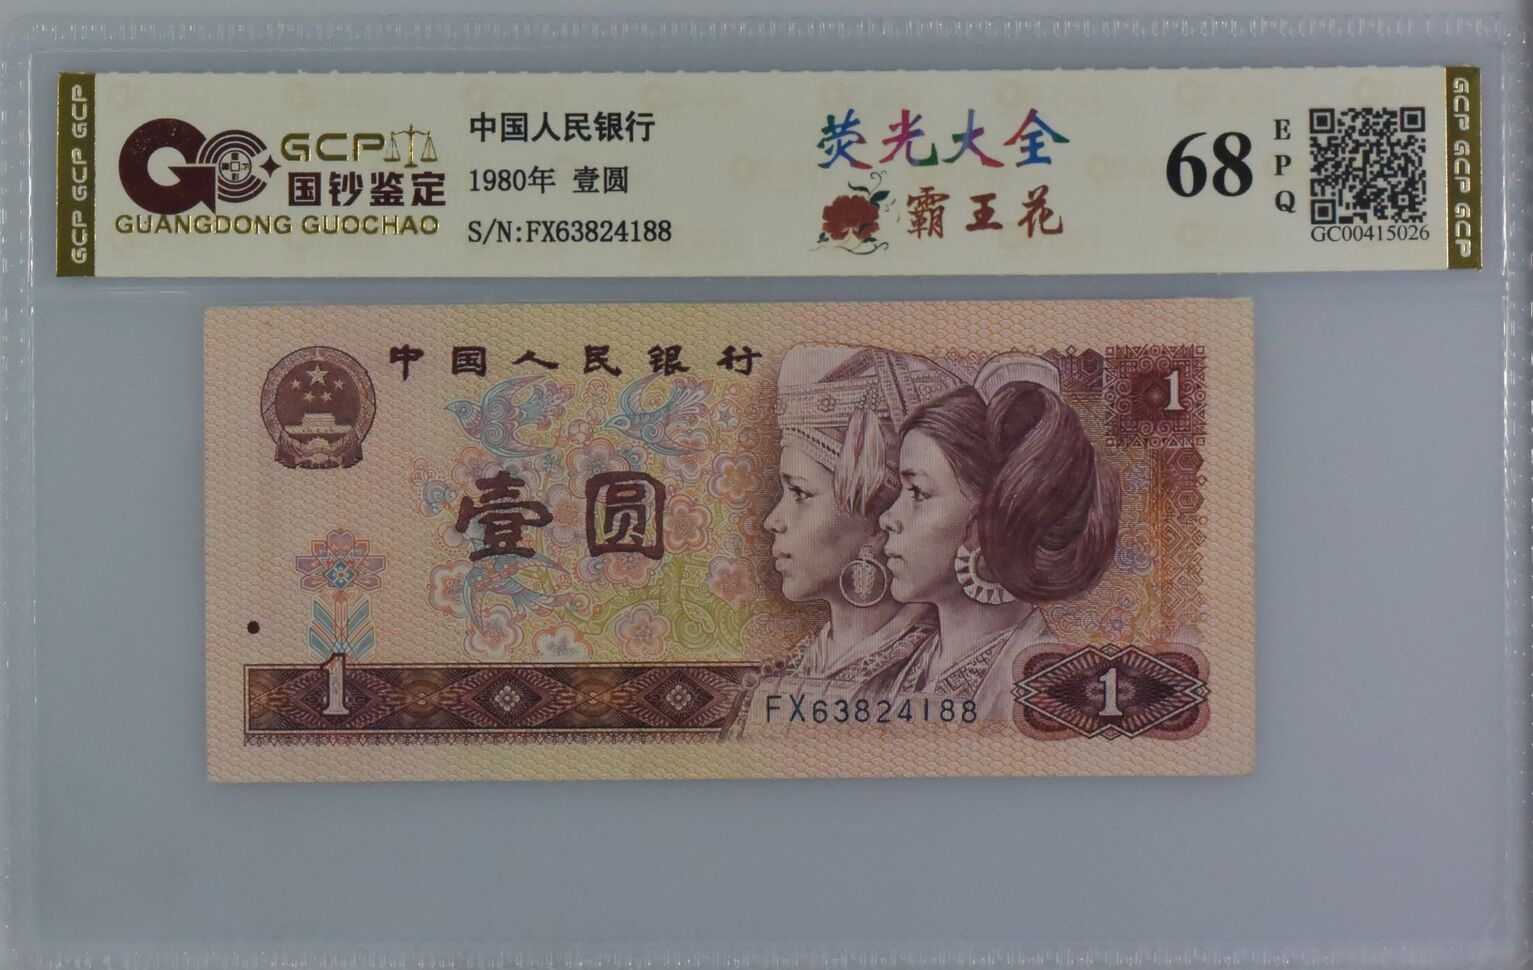 GCP GCP GCP
GCP
国钞鉴定
GUANGDONG GUOCHAO
中国人民银行
1980年 壹圆
S/N:FX63824188
荧光大全
霸王花
68
EPQ
GC00415026
GCP GCP GCP
中国人民银行
1
壹圆
1
FX63824188
1